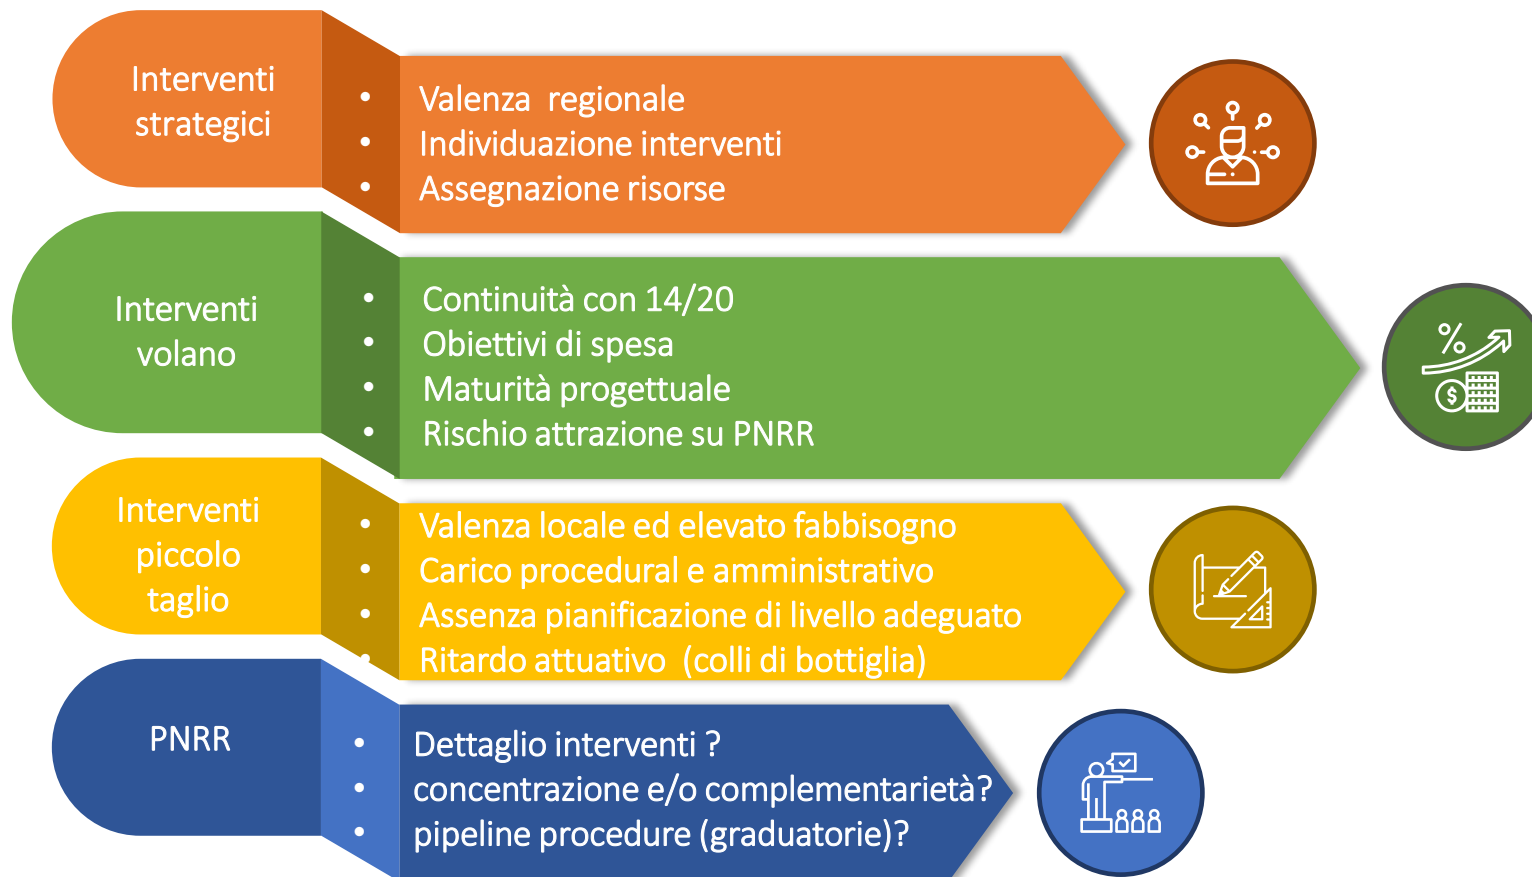 Interventi
strategici
• Valenza regionale
• Individuazione interventi
• Assegnazione risorse
Interventi
volano
• Continuità con 14/20
• Obiettivi di spesa
• Maturità progettuale
• Rischio attrazione su PNRR
Interventi
piccolo
taglio
• Valenza locale ed elevato fabbisogno
• Carico procedural e amministrativo
• Assenza pianificazione di livello adeguato
• Ritardo attuativo (colli di bottiglia)
PNRR
• Dettaglio interventi ?
• concentrazione e/o complementarietà?
• pipeline procedure (graduatorie)?
%
$